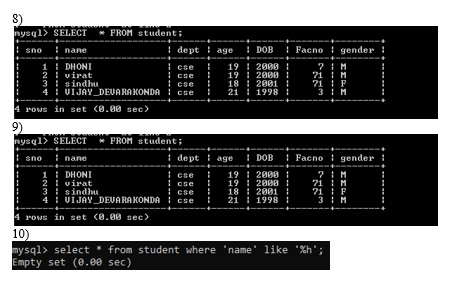 8)
mysql> SELECT * FROM student;
| sno | name | dept | age | DOB | Facno | gender |
| 1 | DHONI | cse | 19 | 2000 | 7 | M |
| 2 | virat | cse | 19 | 2000 | 71 | M |
| 3 | sindhu | cse | 18 | 2001 | 71 | F |
| 4 | VIJAY_DEVARAKONDA | cse | 21 | 1998 | 3 | M |
4 rows in set (0.00 sec)
9)
mysql> SELECT * FROM student;
| sno | name | dept | age | DOB | Facno | gender |
| 1 | DHONI | cse | 19 | 2000 | 7 | M |
| 2 | virat | cse | 19 | 2000 | 71 | M |
| 3 | sindhu | cse | 18 | 2001 | 71 | F |
| 4 | VIJAY_DEVARAKONDA | cse | 21 | 1998 | 3 | M |
4 rows in set (0.00 sec)
10)
mysql> select * from student where 'name' like '%h';
Empty set (0.00 sec)